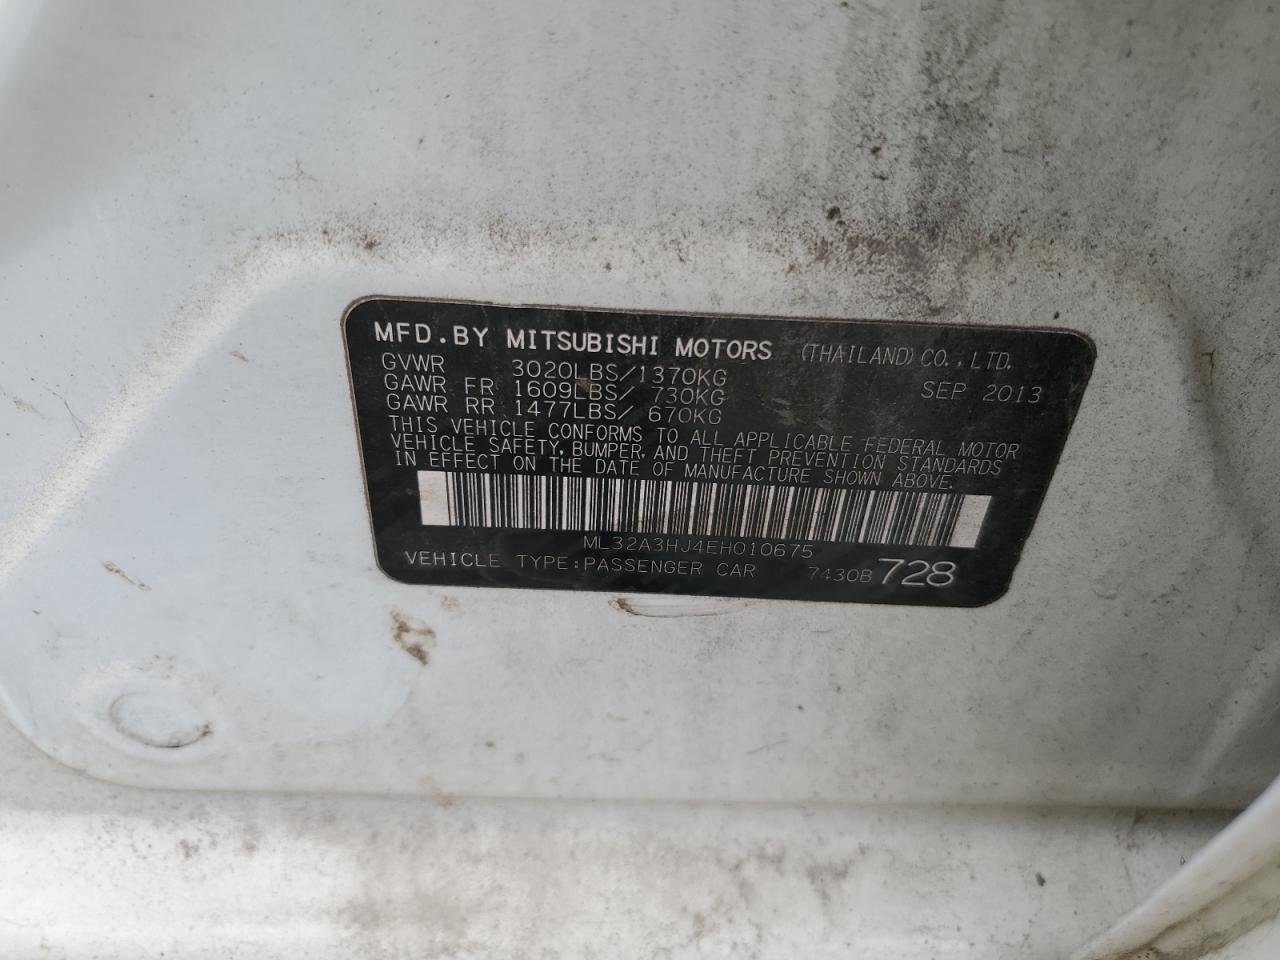 MFD.BY MITSUBISHI MOTORS (THAILAND) CO.,LTD.
GVWR 3020LBS/1370KG SEP 2013
GAWR FR 1609LBS/ 730KG
GAWR RR 1477LBS/ 670KG
THIS VEHICLE CONFORMS TO ALL APPLICABLE FEDERAL MOTOR
VEHICLE SAFETY, BUMPER, AND THEFT PREVENTION STANDARDS
IN EFFECT ON THE DATE OF MANUFACTURE SHOWN ABOVE.
ML32A3HJ4EH010675
VEHICLE TYPE:PASSENGER CAR 7430B 728